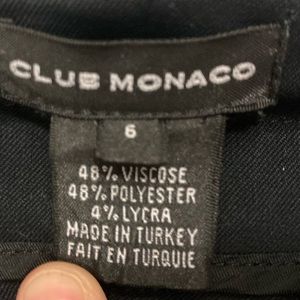 CLUB MONACO
6
48% VISCOSE
48% POLYESTER
4% LYCRA
MADE IN TURKEY
FAIT EN TURQUIE